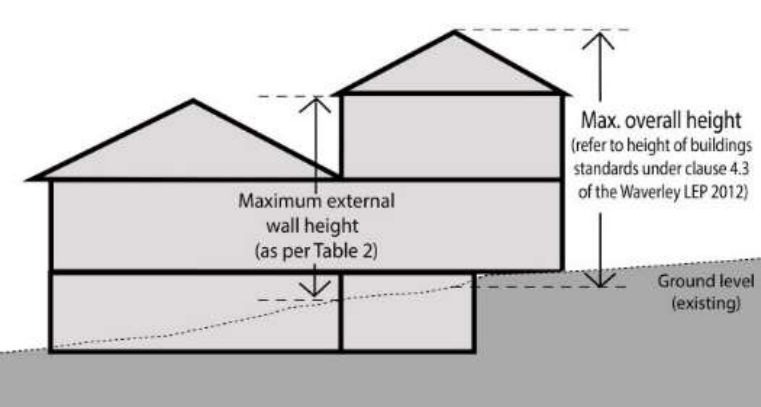 Max. overall height
(refer to height of buildings
standards under clause 4.3
of the Waverley LEP 2012)
Maximum external
wall height
(as per Table 2)
Ground level
(existing)